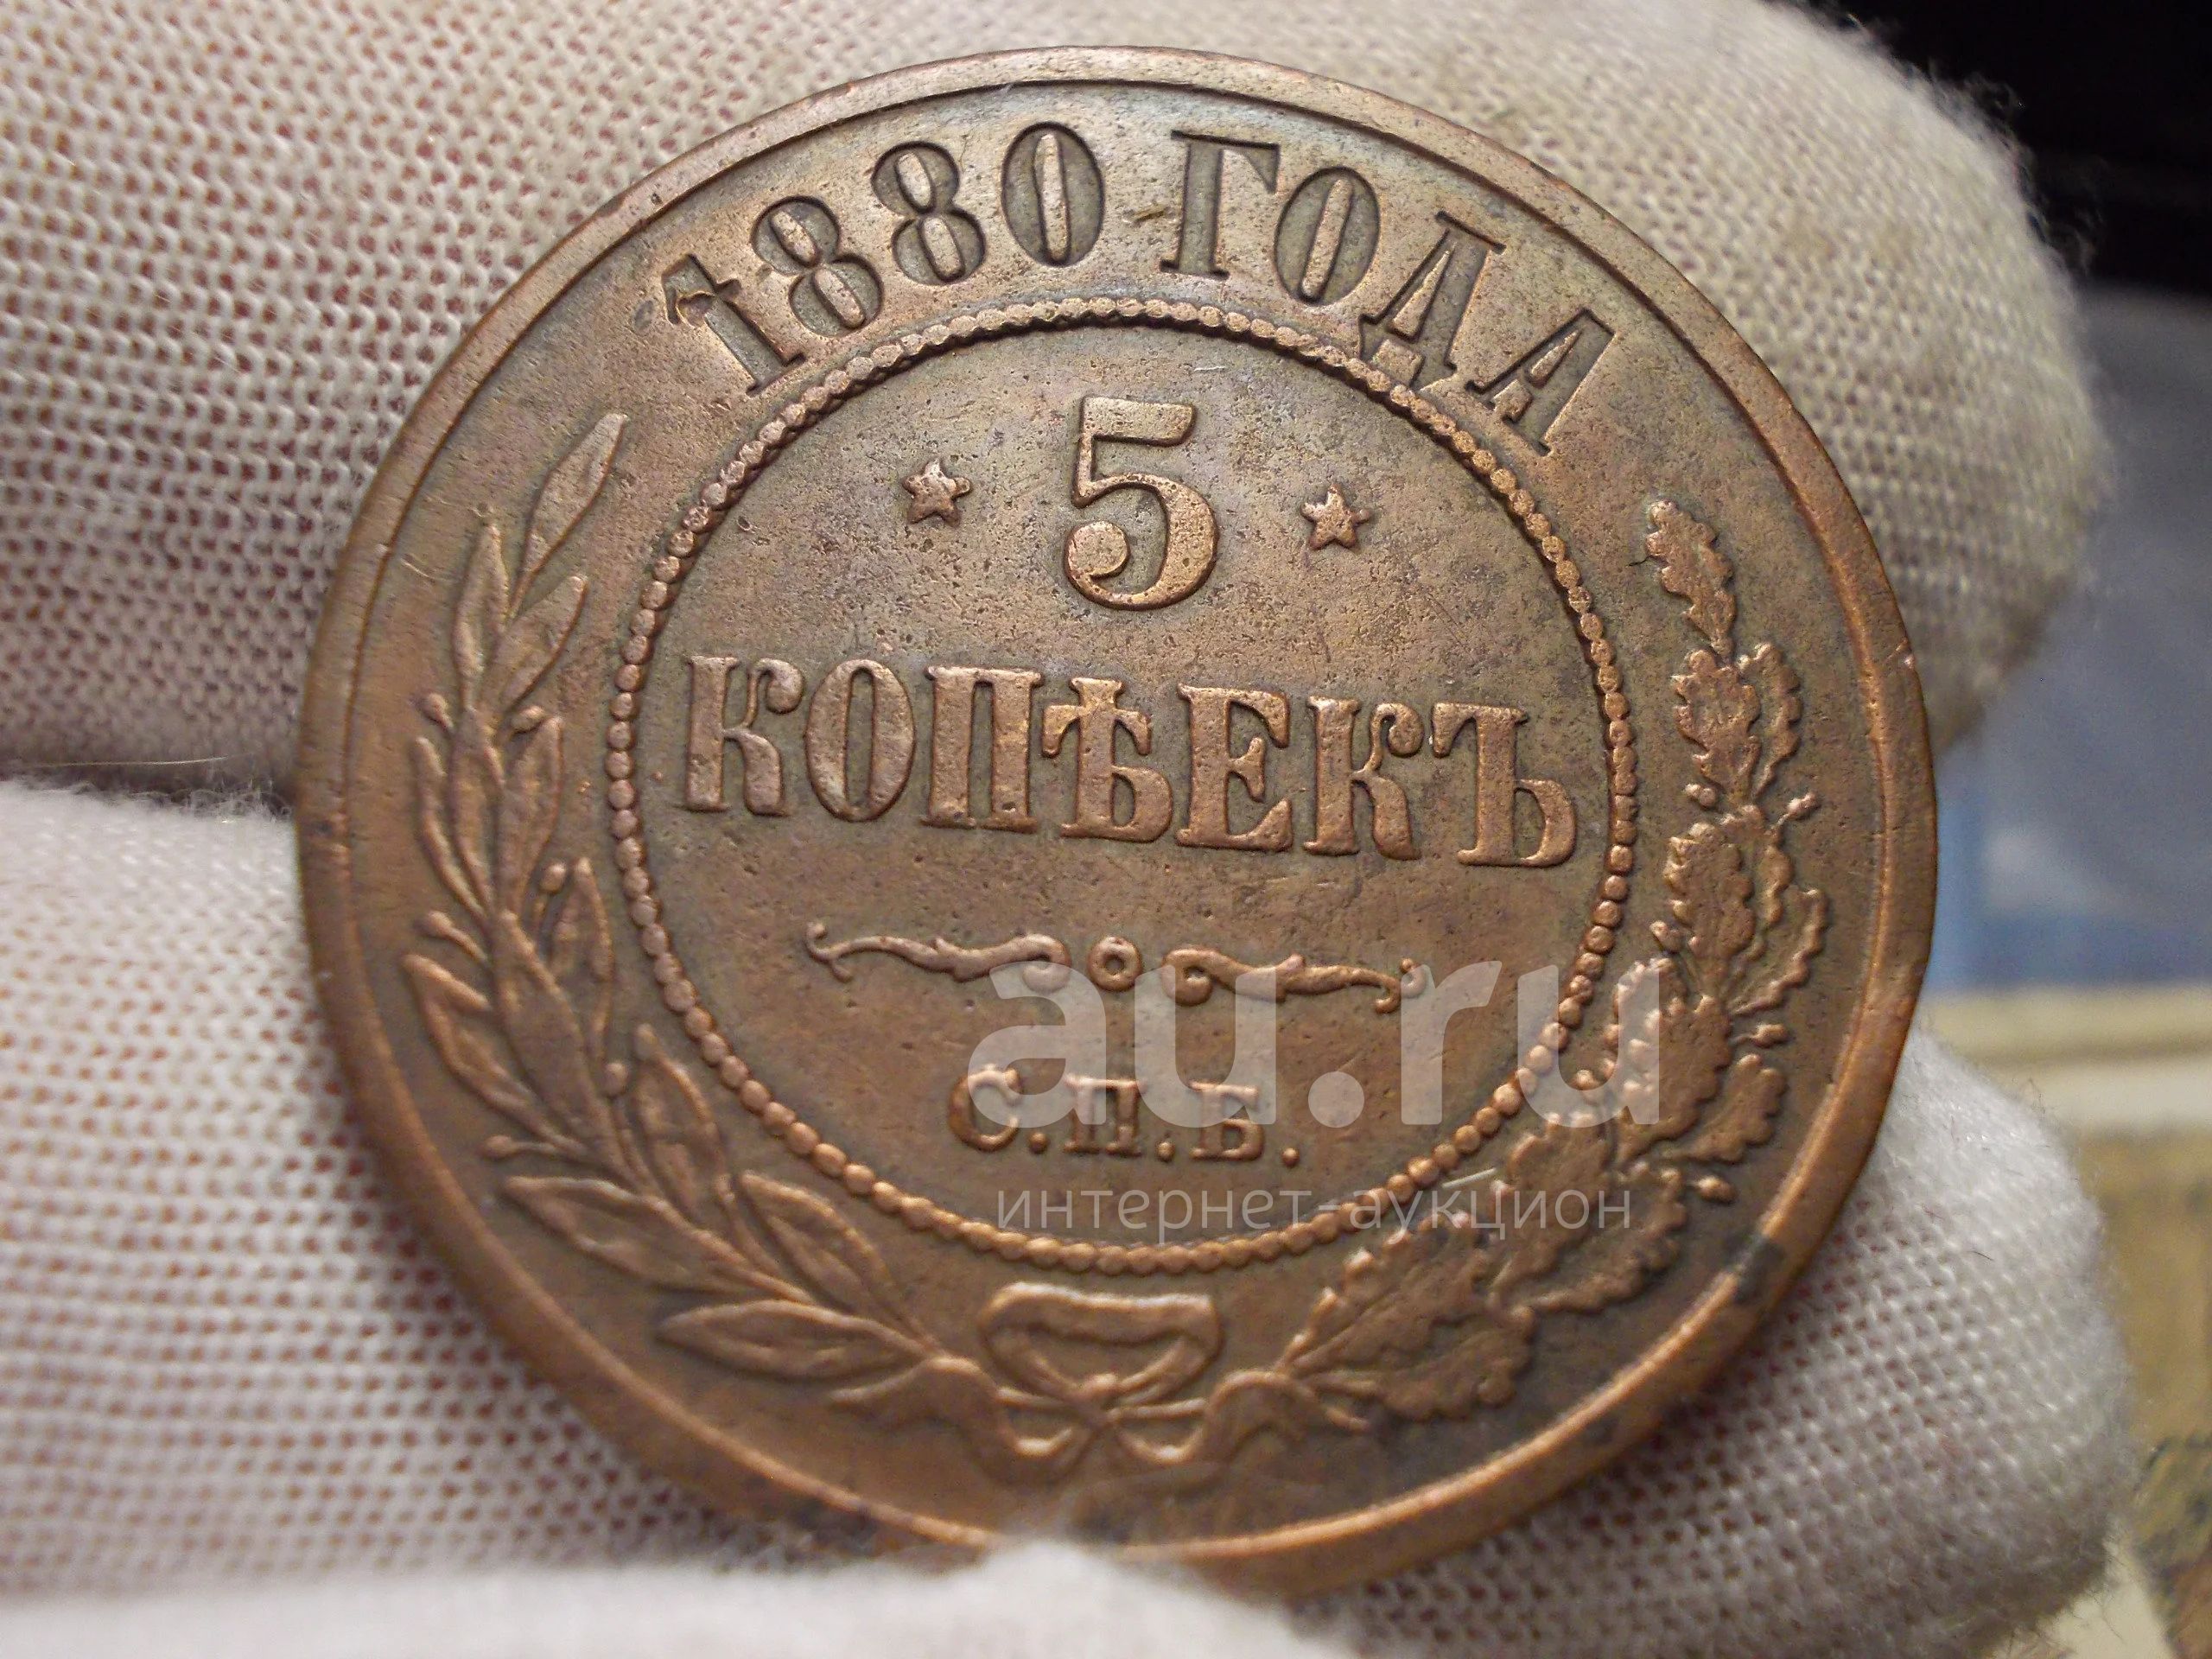 1880 ГОДА
5
КОПѢЕКЪ
С.П.Б.
au.ru
интернет-аукцион